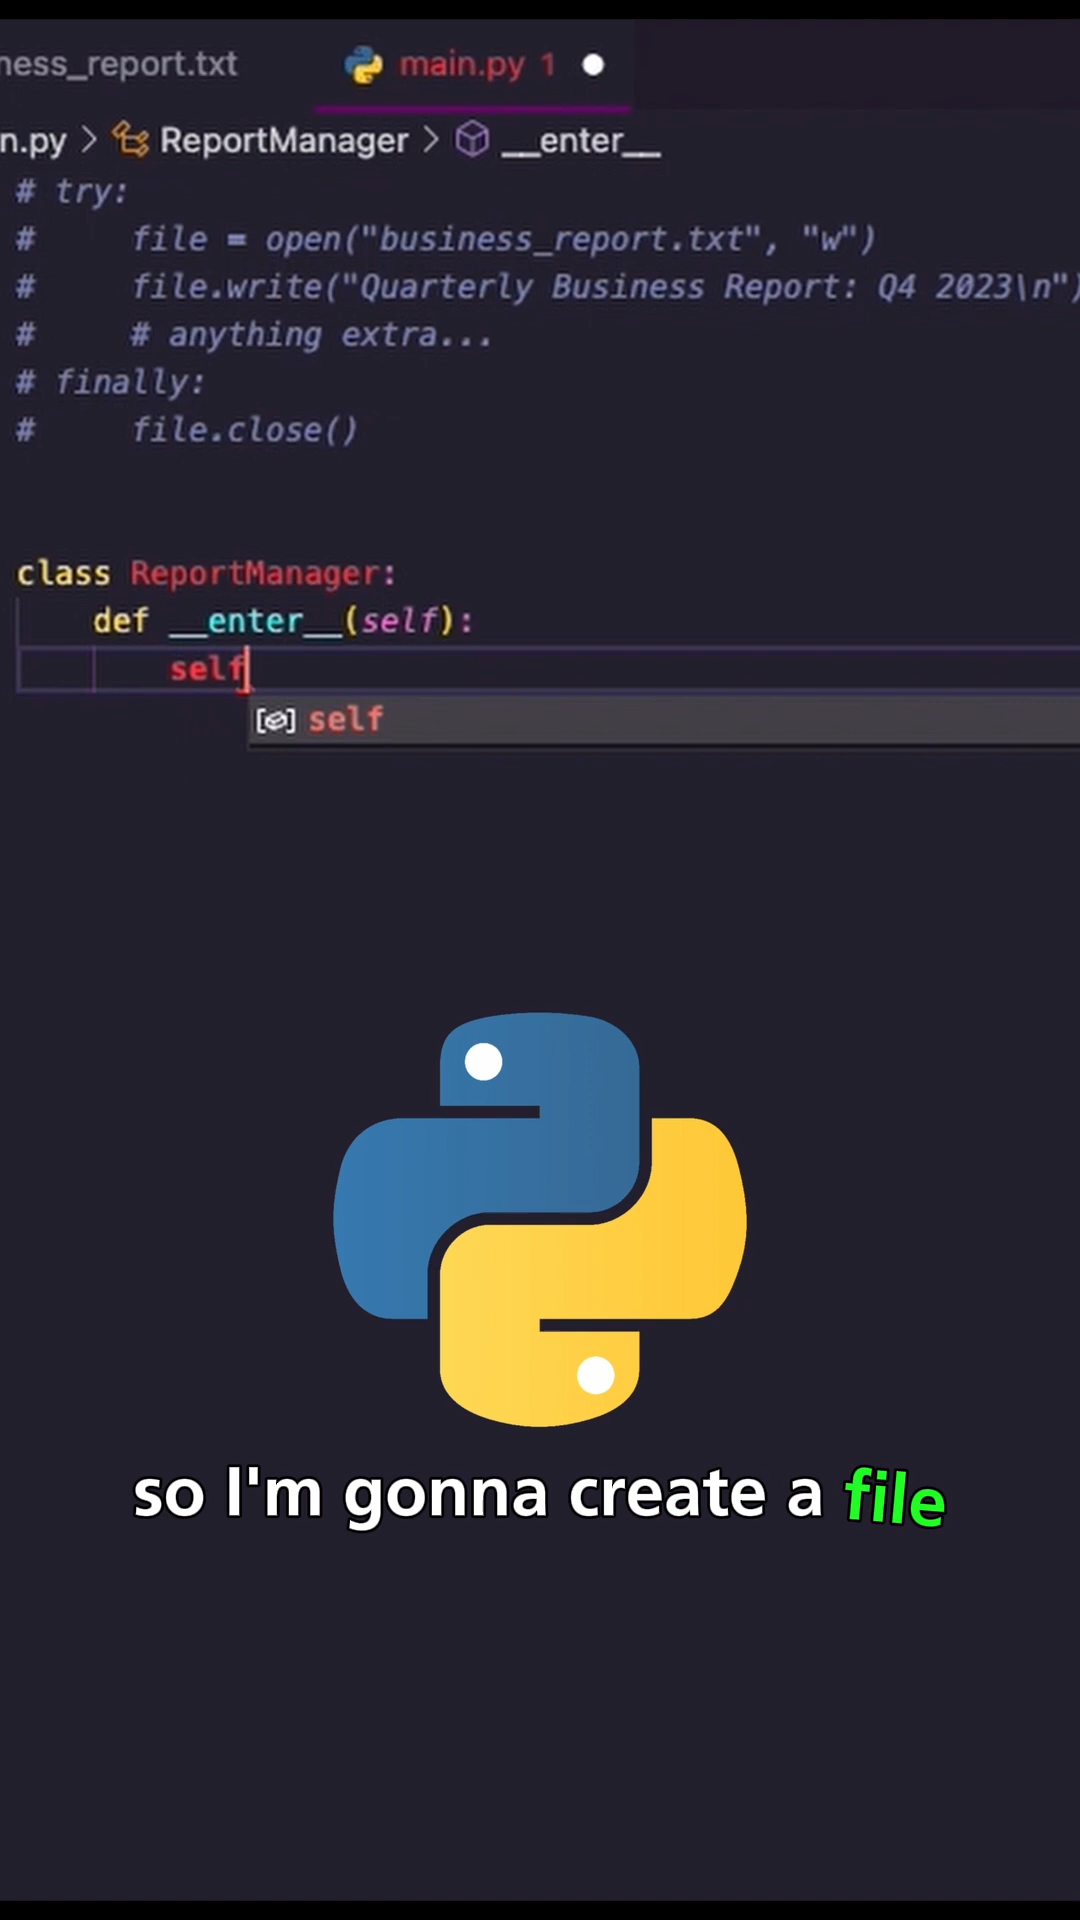 ness_report.txt main.py 1
n.py > ReportManager > __enter__
# try:
#     file = open("business_report.txt", "w")
#     file.write("Quarterly Business Report: Q4 2023\n")
#     # anything extra...
# finally:
#     file.close()
class ReportManager:
    def __enter__(self):
        self
self
so I'm gonna create a file